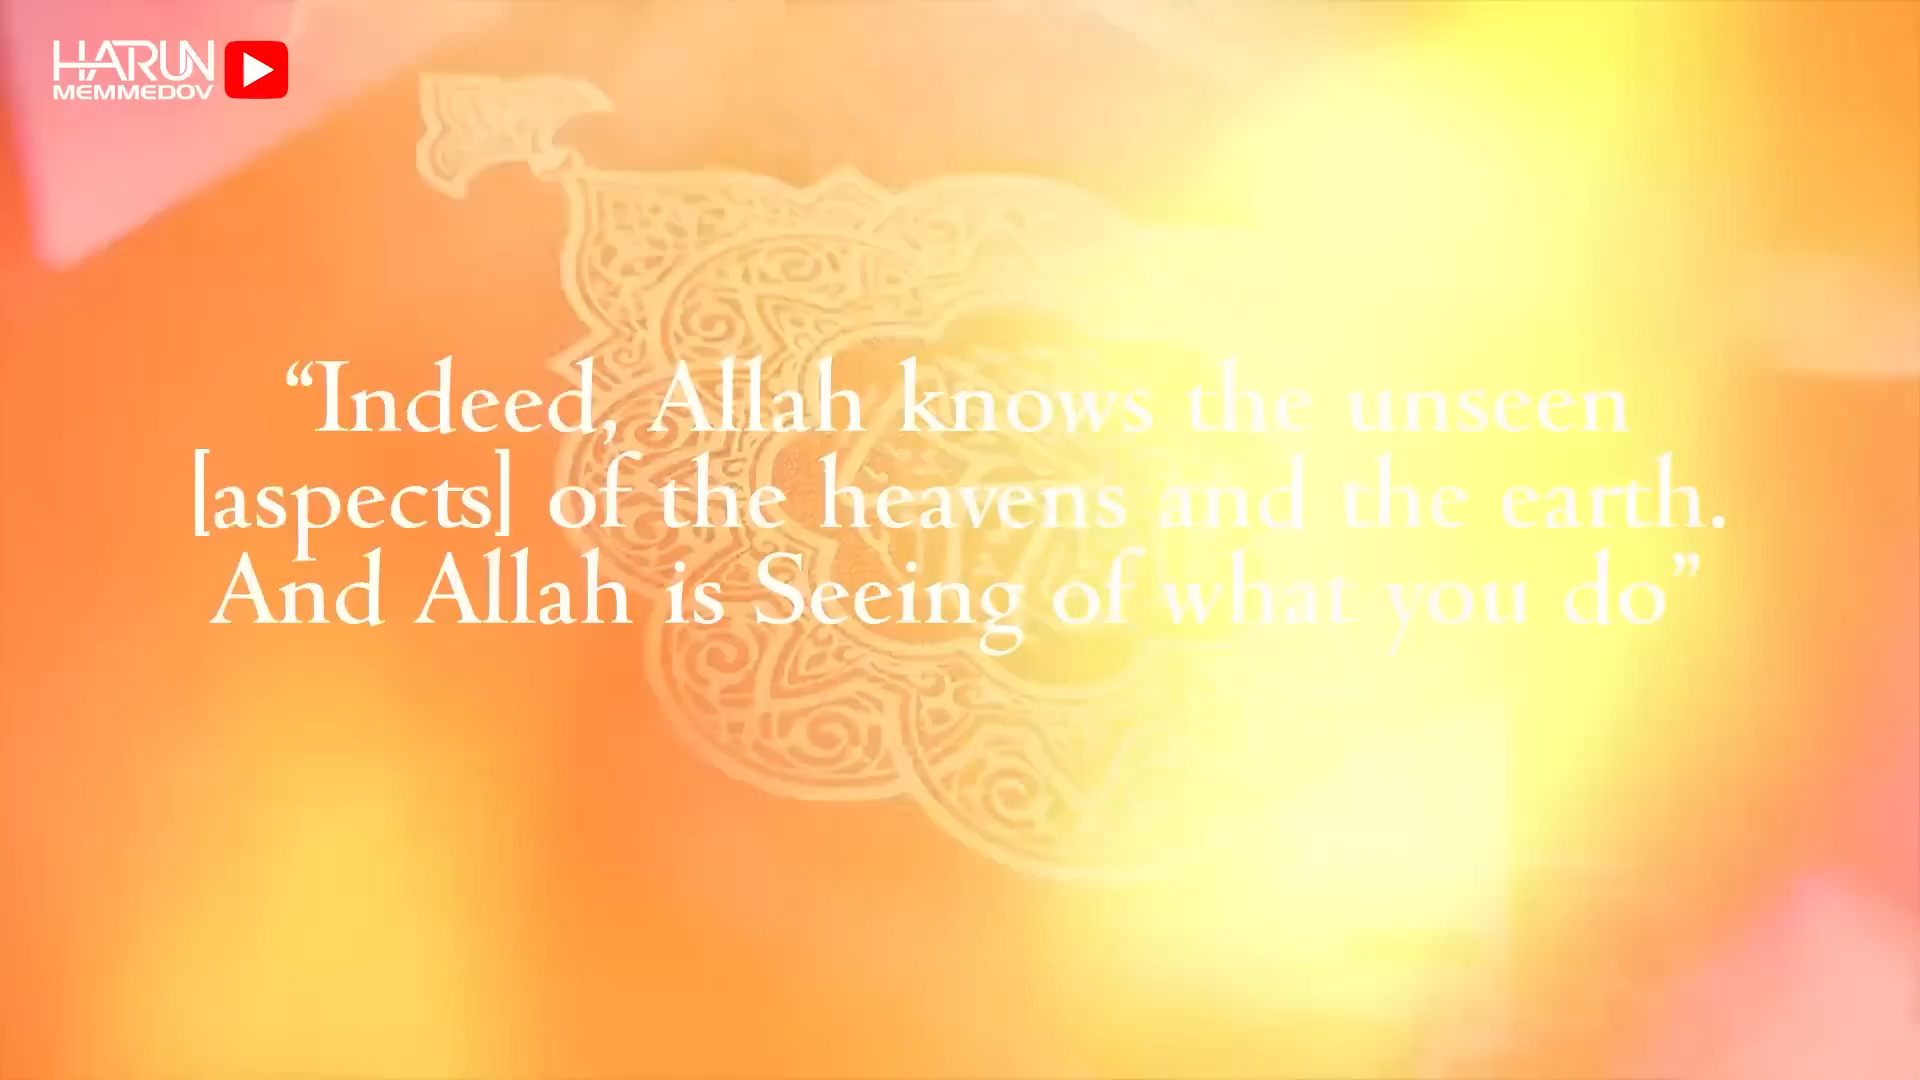 HARUN
MEMMEDOV
“Indeed, Allah knows the unseen
[aspects] of the heavens and the earth.
And Allah is Seeing of what you do”